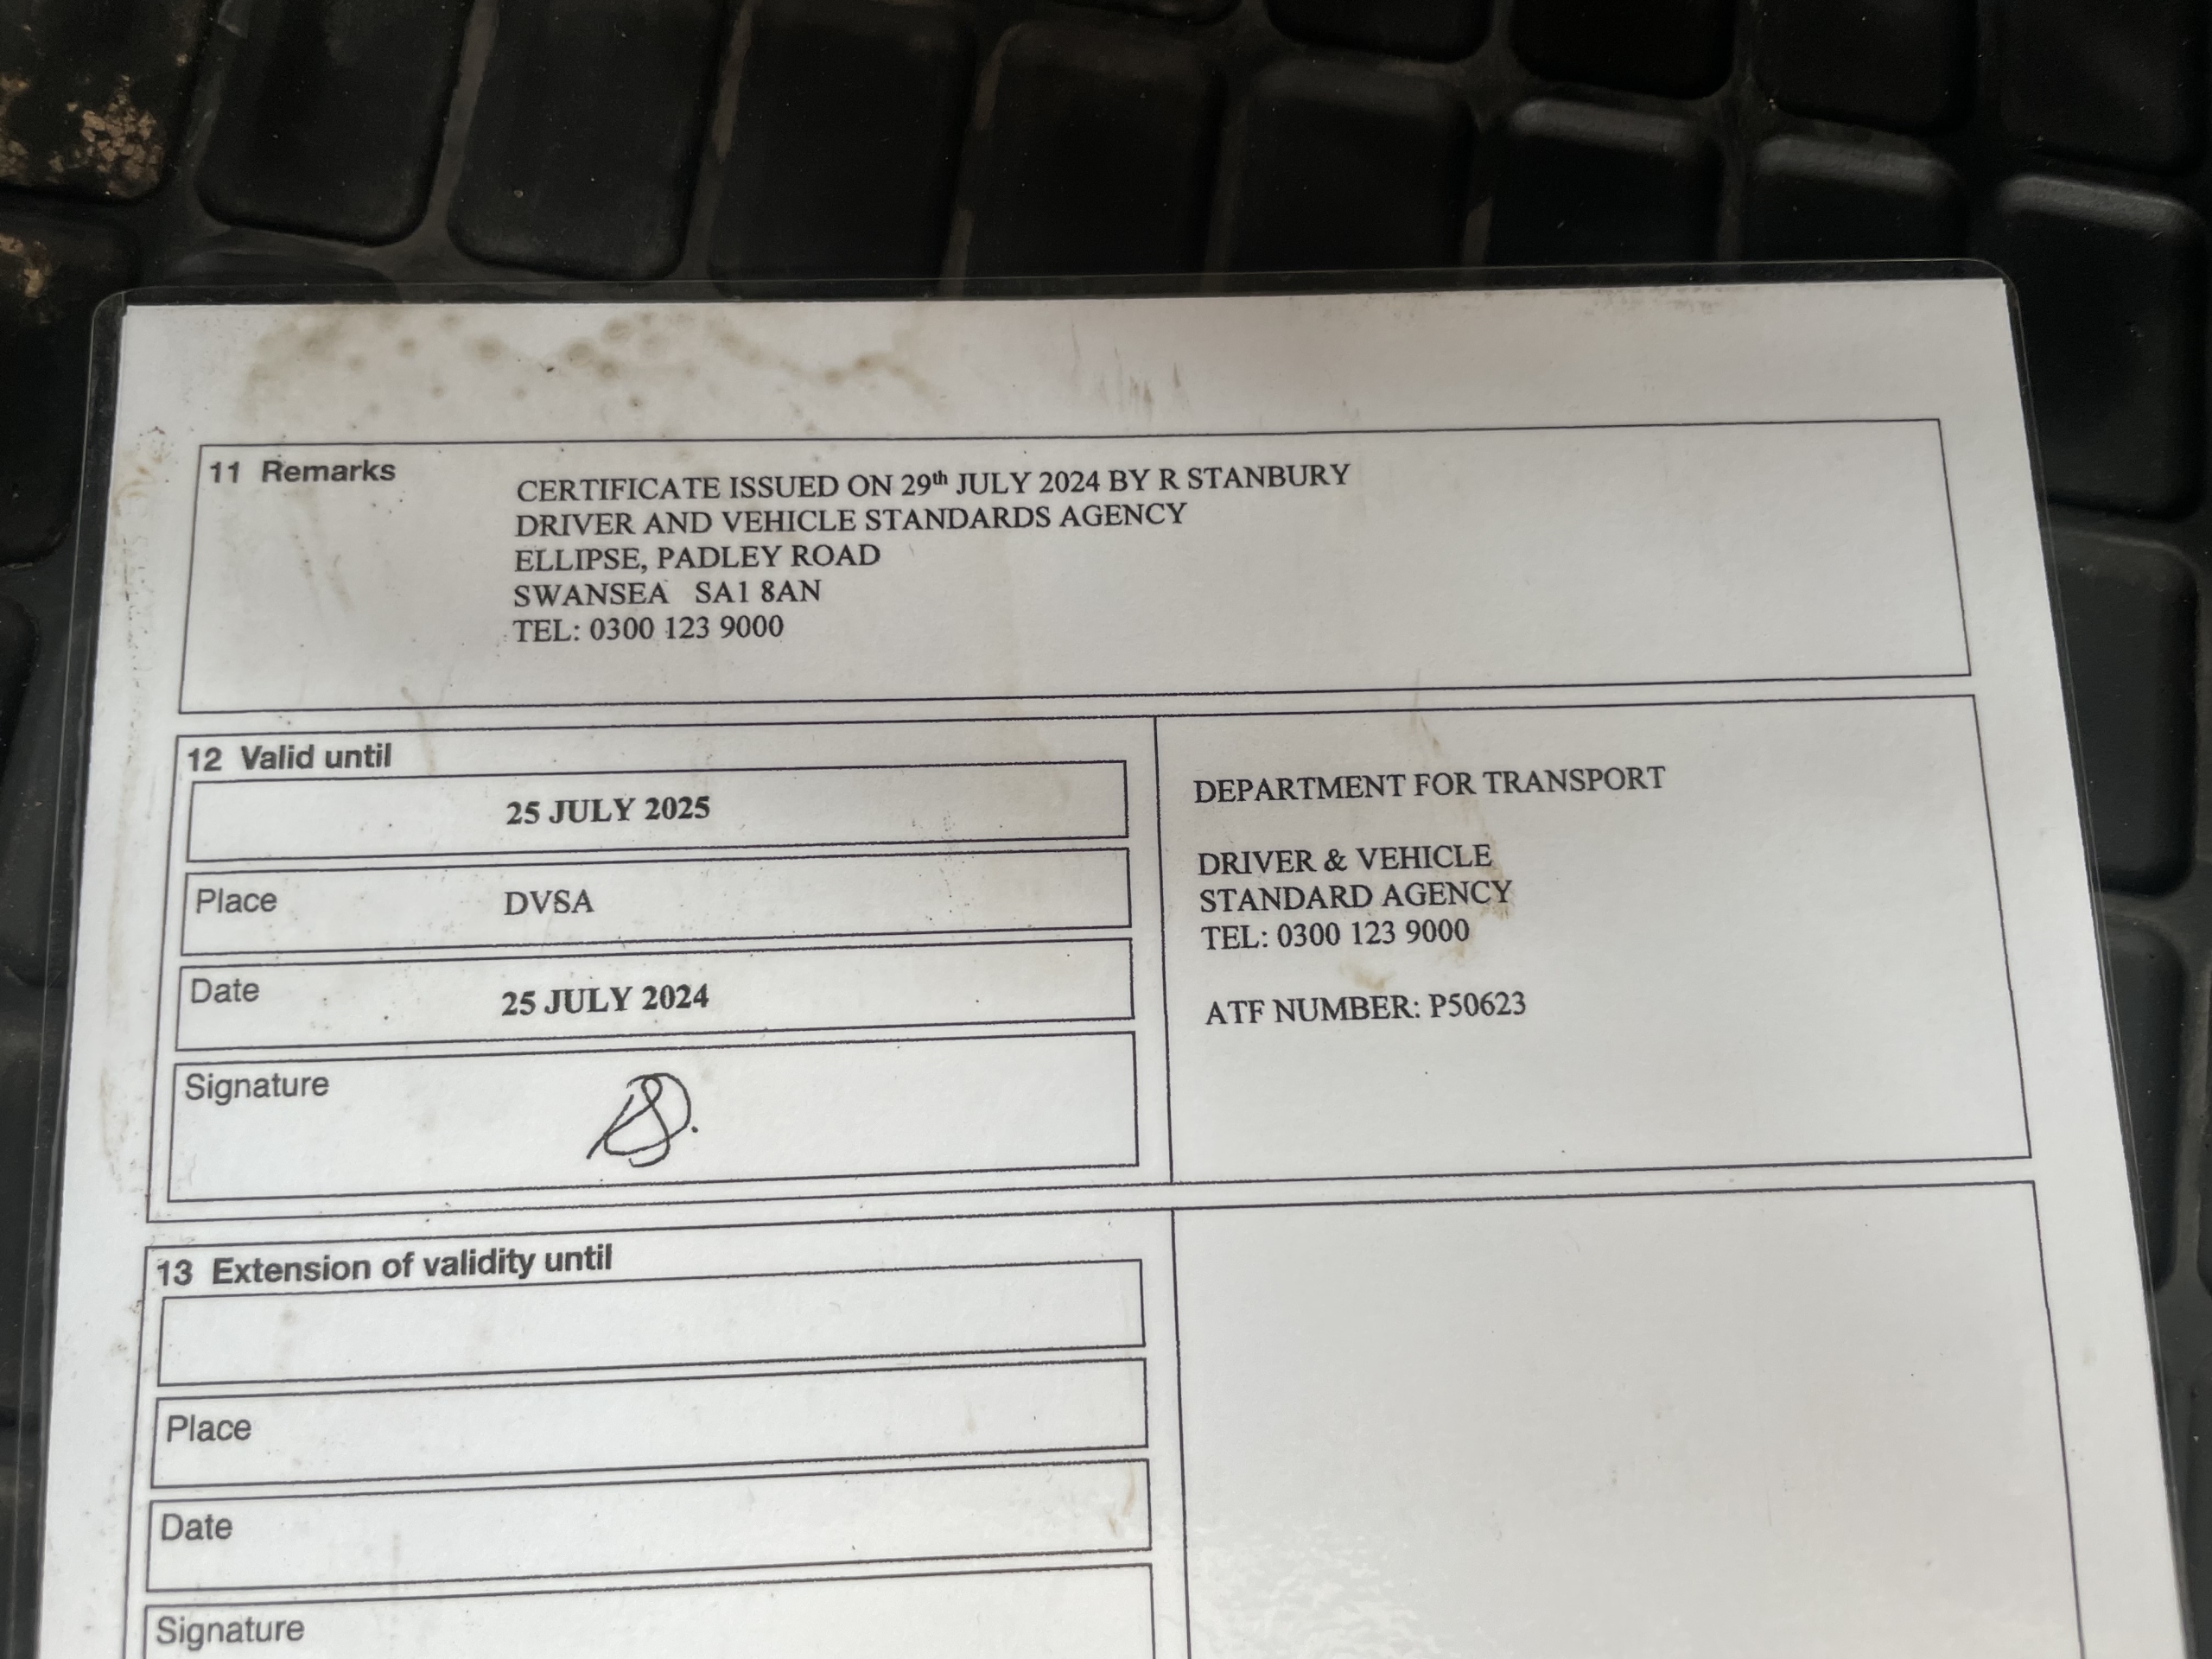 11 Remarks
CERTIFICATE ISSUED ON 29th JULY 2024 BY R STANBURY
DRIVER AND VEHICLE STANDARDS AGENCY
ELLIPSE, PADLEY ROAD
SWANSEA SA1 8AN
TEL: 0300 123 9000
12 Valid until
25 JULY 2025
Place DVSA
Date 25 JULY 2024
Signature
DEPARTMENT FOR TRANSPORT
DRIVER & VEHICLE
STANDARD AGENCY
TEL: 0300 123 9000
ATF NUMBER: P50623
13 Extension of validity until
Place
Date
Signature